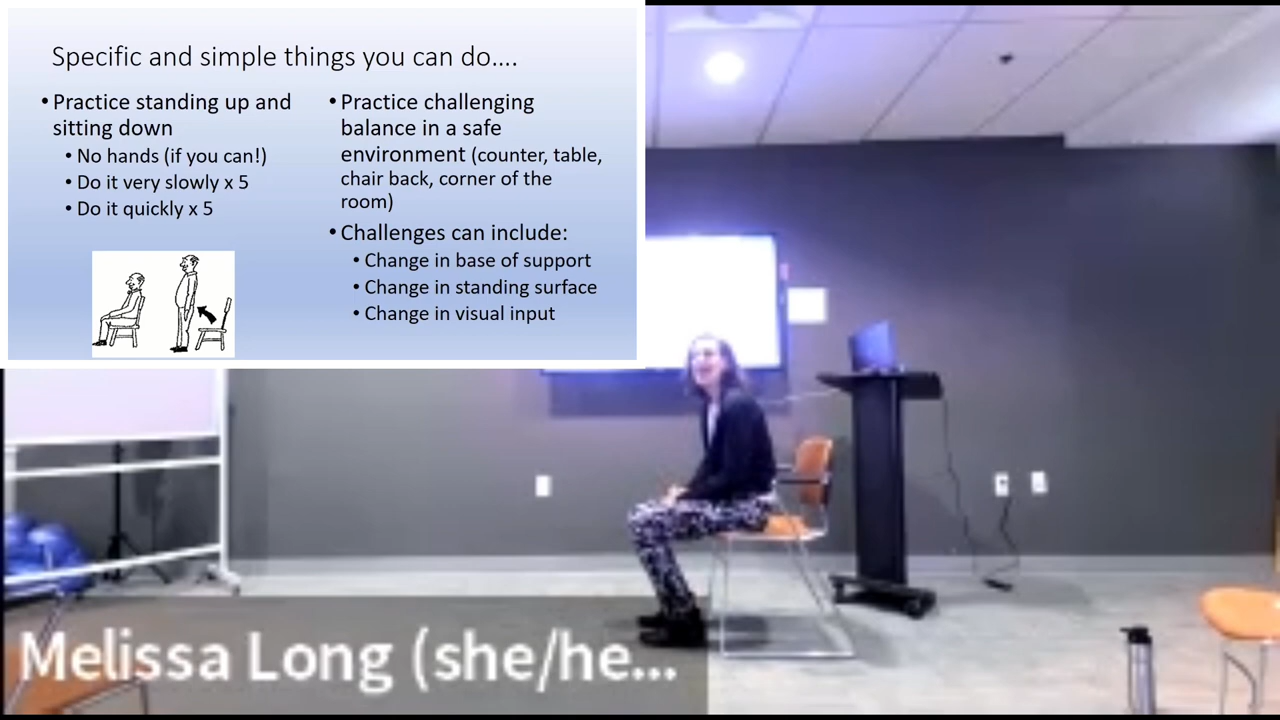 Specific and simple things you can do....
• Practice standing up and
sitting down
• No hands (if you can!)
• Do it very slowly x 5
• Do it quickly x 5
• Practice challenging
balance in a safe
environment (counter, table,
chair back, corner of the
room)
• Challenges can include:
• Change in base of support
• Change in standing surface
• Change in visual input
Melissa Long (she/he...